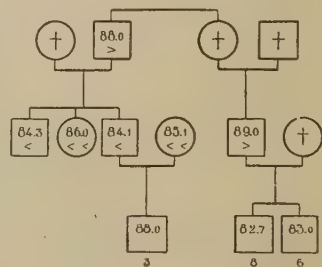 † 88.0 † †
>
84.3 86.0 84.1 85.1 89.0 †
< < < < < < >
88.0 82.7 83.0
3 8 6